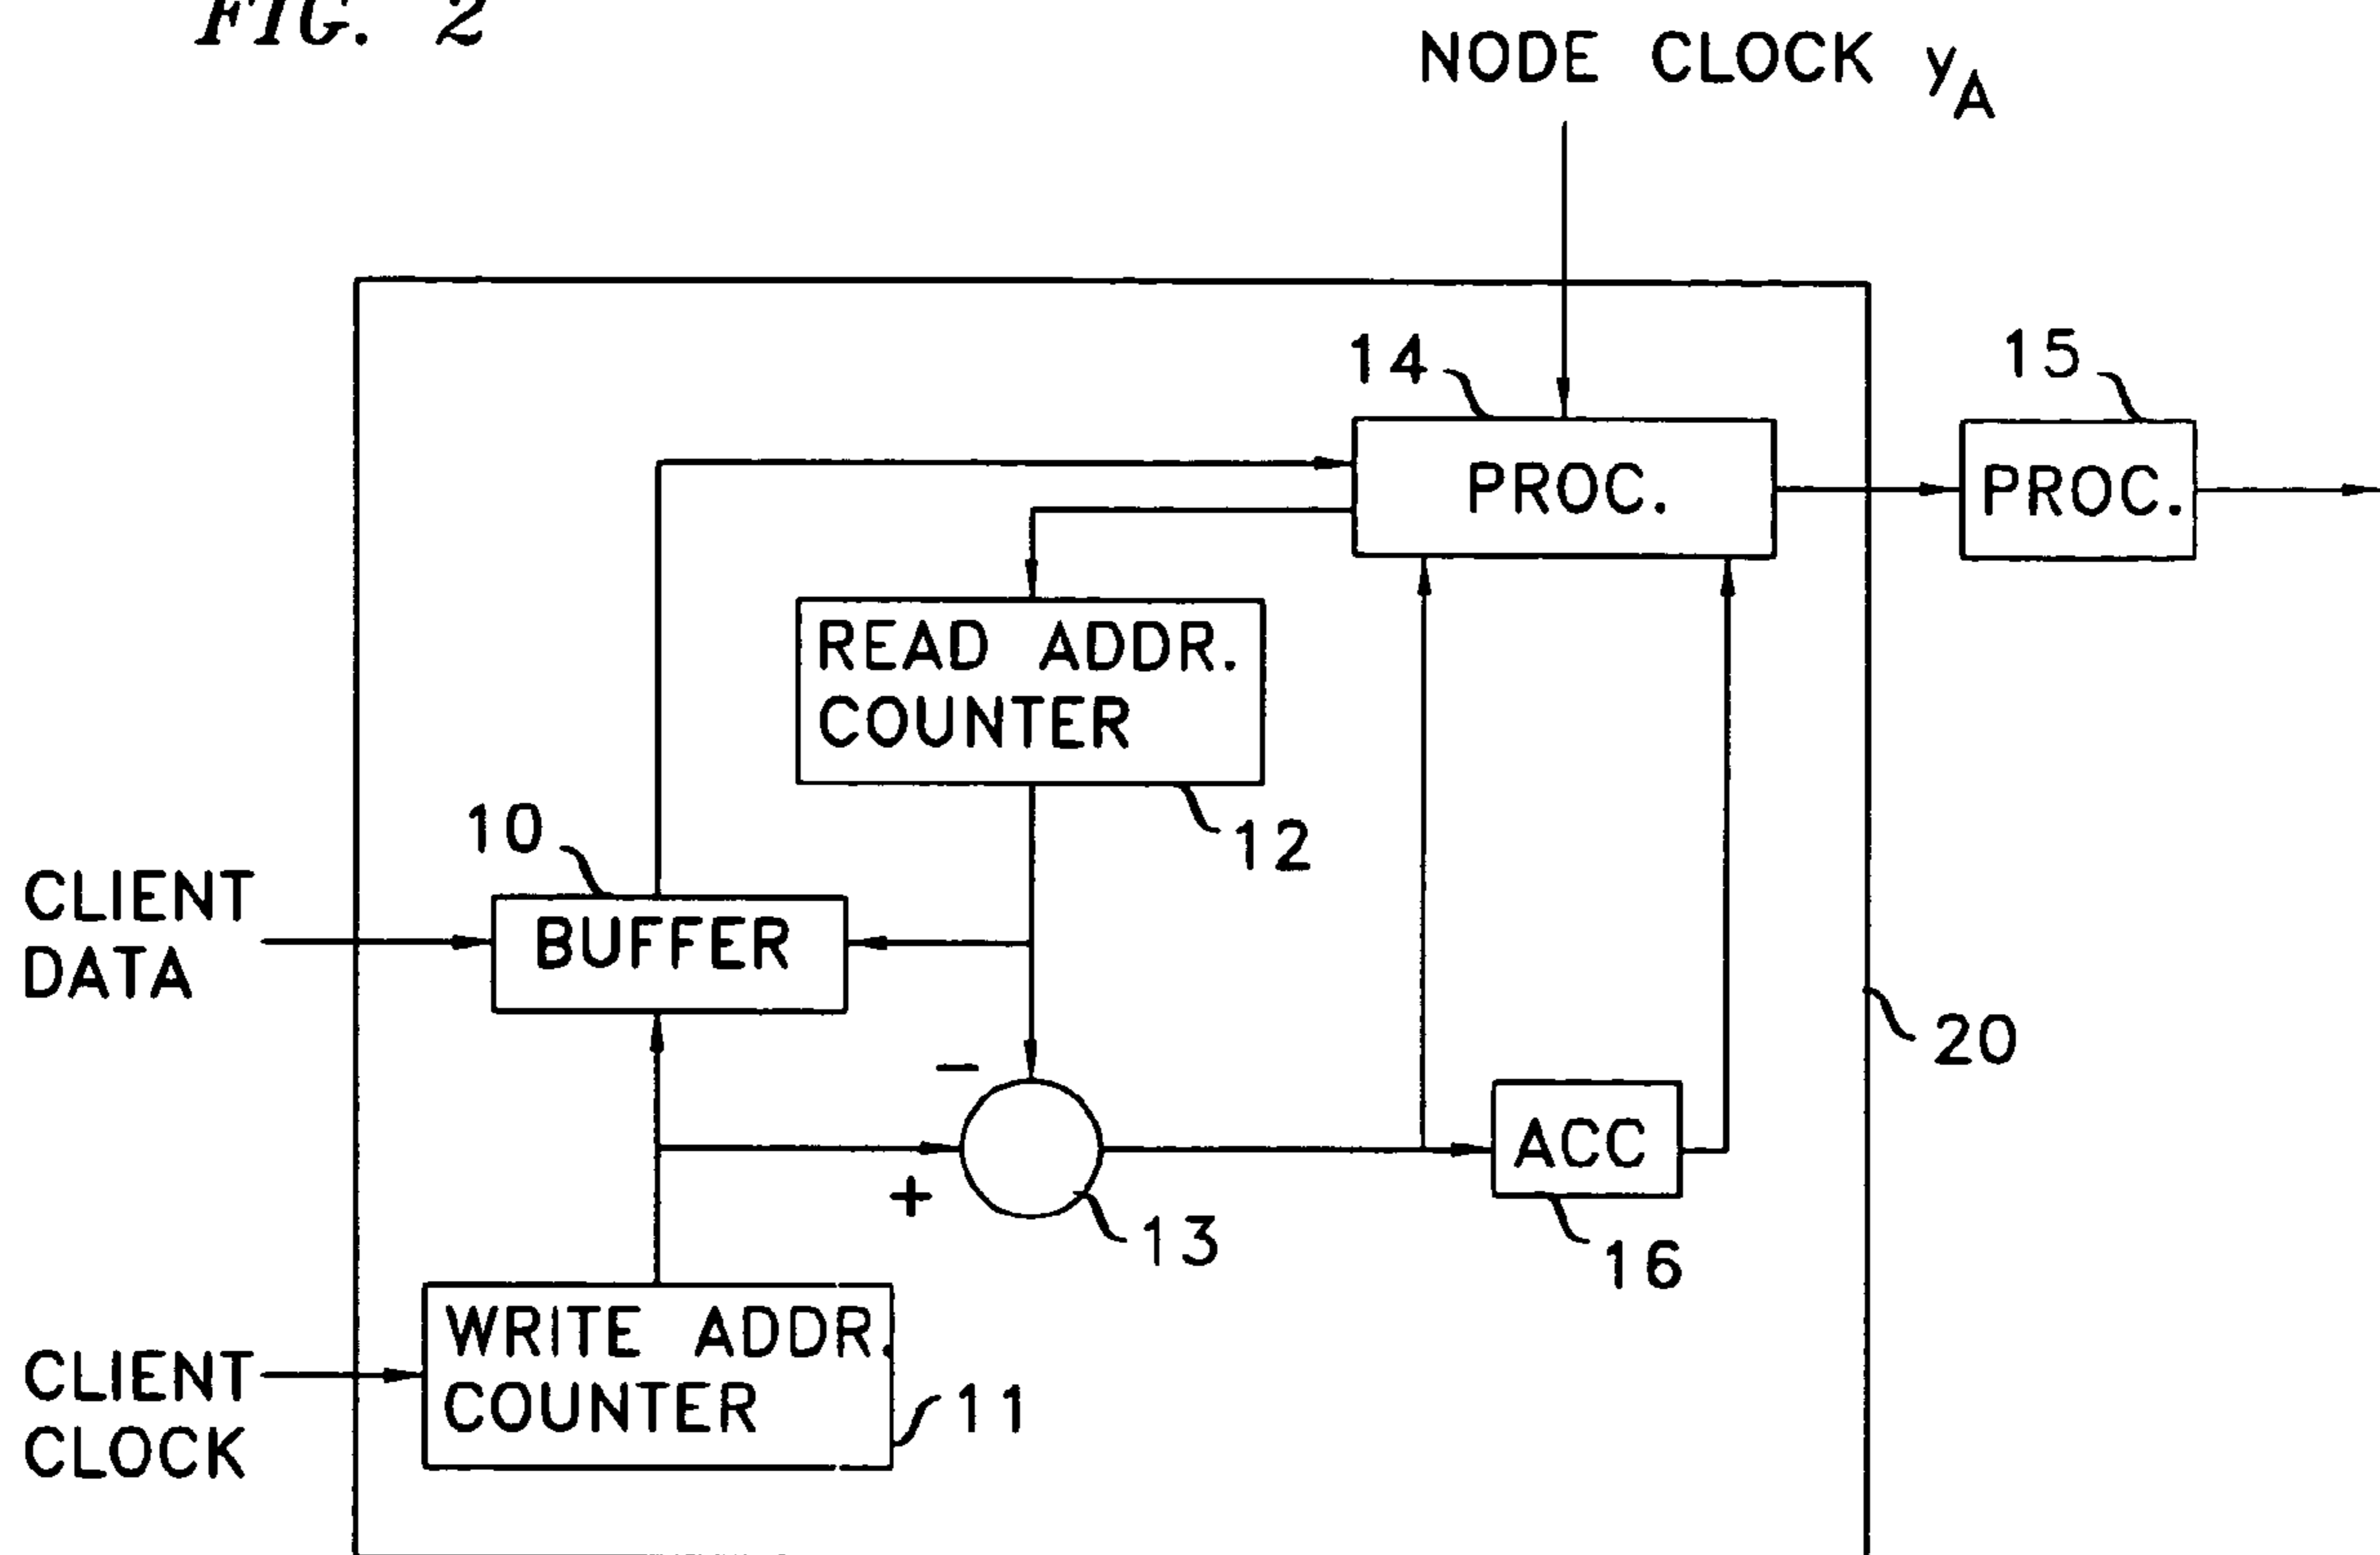 FIG. 2
NODE CLOCK yA
14
15
PROC.
PROC.
READ ADDR.
COUNTER
12
10
CLIENT
DATA
BUFFER
20
-
ACC
+
13
16
WRITE ADDR.
COUNTER
11
CLIENT
CLOCK